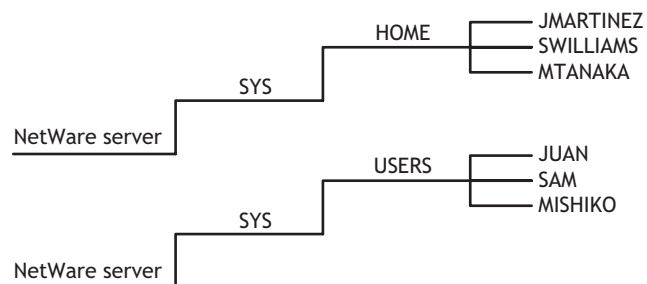 JMARTINEZ
HOME
SWILLIAMS
MTANAKA
SYS
NetWare server
JUAN
USERS
SAM
MISHIKO
SYS
NetWare server